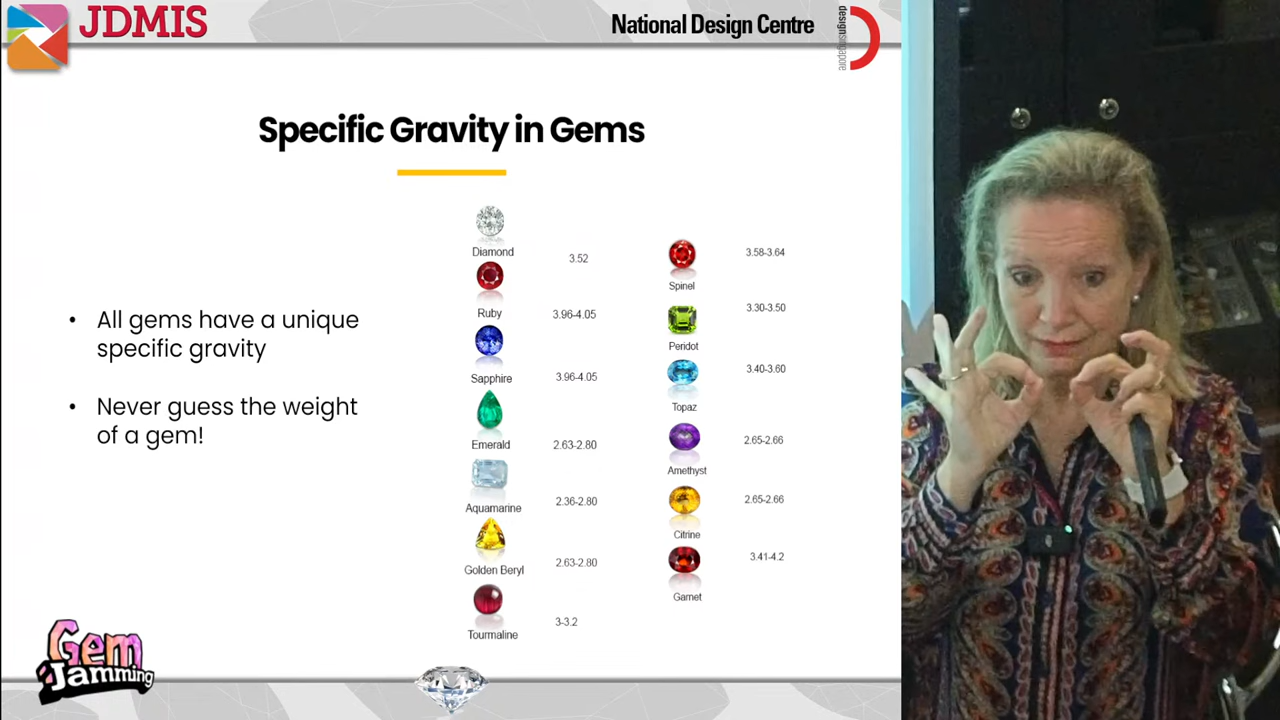 JDMIS
National Design Centre
designsingapore
Specific Gravity in Gems
• All gems have a unique
specific gravity
• Never guess the weight
of a gem!
Diamond
3.52
Ruby
3.96-4.05
Sapphire
3.96-4.05
Emerald
2.63-2.80
Aquamarine
2.36-2.80
Golden Beryl
2.63-2.80
Tourmaline
3-3.2
Spinel
3.58-3.64
Peridot
3.30-3.50
Topaz
3.40-3.60
Amethyst
2.65-2.66
Citrine
2.65-2.66
Garnet
3.41-4.2
Gem
Jamming